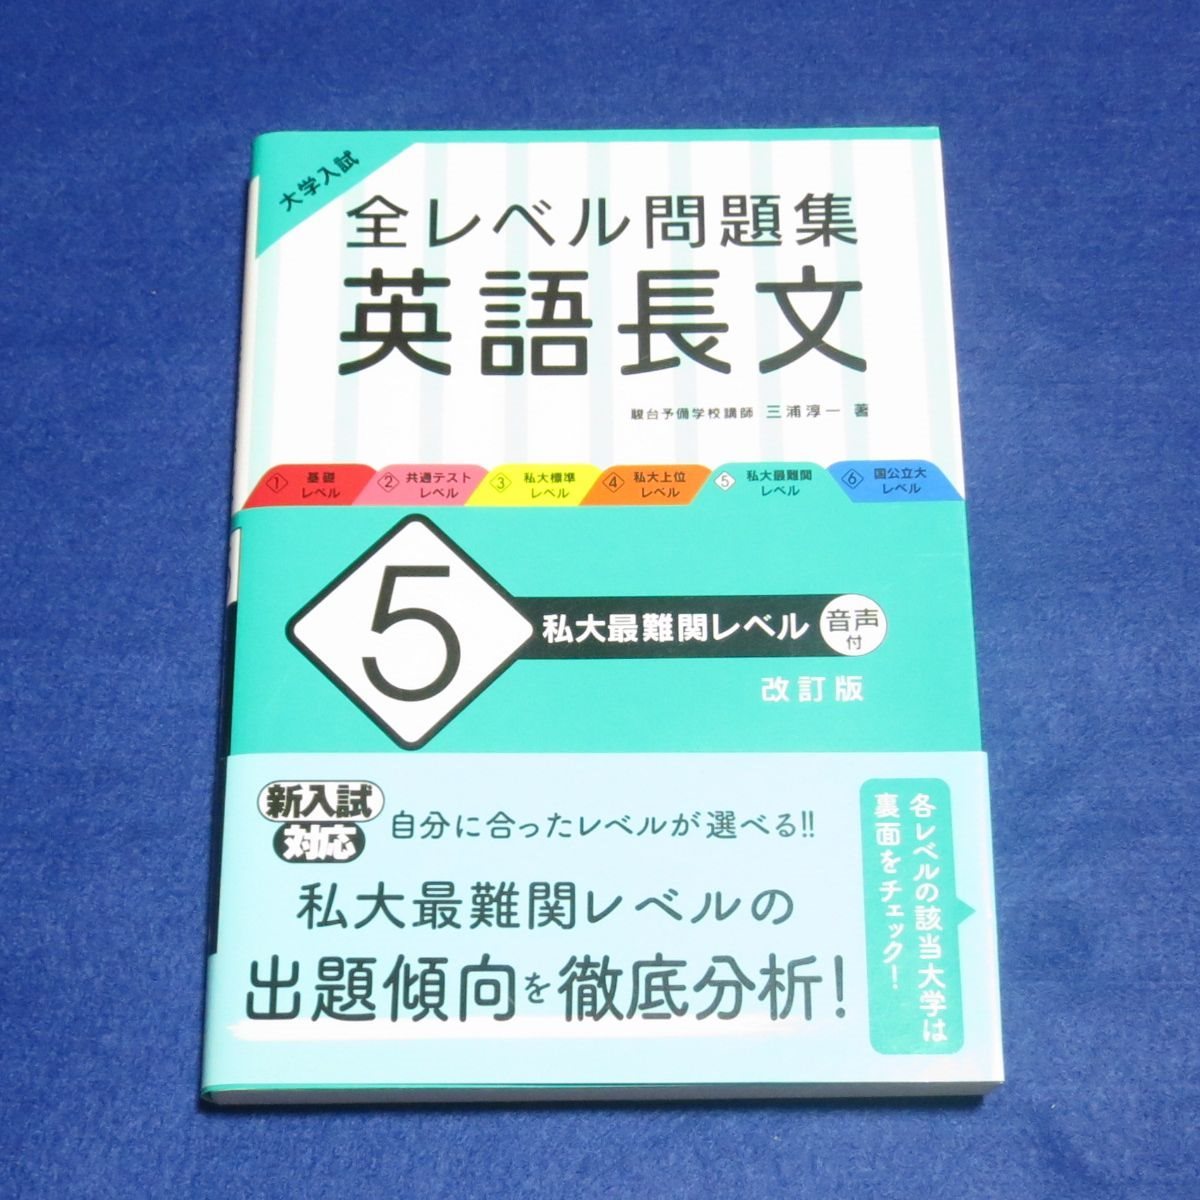 大学入試
全レベル問題集
英語長文
駿台予備学校講師 三浦淳一 著
① 基礎
レベル
② 共通テスト
レベル
③ 私大標準
レベル
④ 私大上位
レベル
⑤ 私大最難関
レベル
⑥ 国公立大
レベル
5
私大最難関レベル
音声
付
改訂版
新入試
対応
自分に合ったレベルが選べる!!
私大最難関レベルの
出題傾向を徹底分析!
各レベルの該当大学は
裏面をチェック!